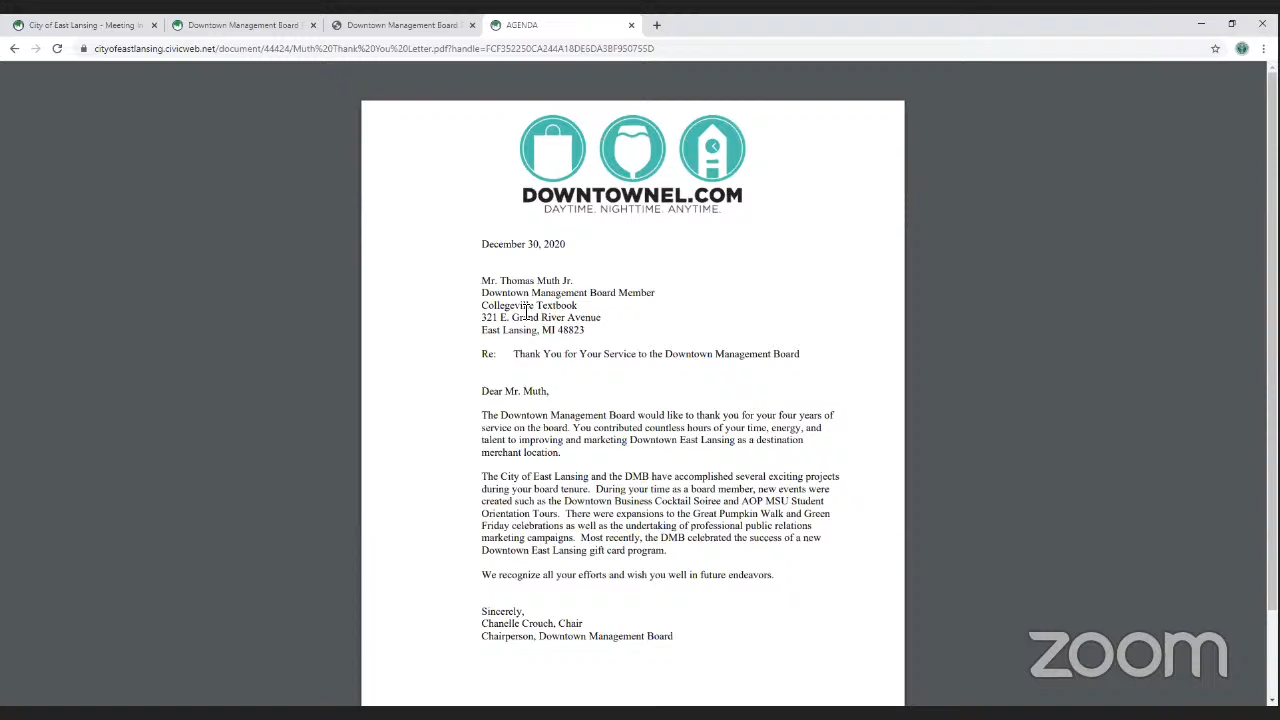 City of East Lansing - Meeting In
Downtown Management Board
Downtown Management Board
AGENDA
cityofeastlansing.civicweb.net/document/44424/Muth%20Thank%20You%20Letter.pdf?handle=FCF352250CA244A18DE6DA3BF950755D
DOWNTOWNEL.COM
DAYTIME. NIGHTTIME. ANYTIME.
December 30, 2020
Mr. Thomas Muth Jr.
Downtown Management Board Member
Collegeville Textbook
321 E. Grand River Avenue
East Lansing, MI 48823
Re: Thank You for Your Service to the Downtown Management Board
Dear Mr. Muth,
The Downtown Management Board would like to thank you for your four years of
service on the board. You contributed countless hours of your time, energy, and
talent to improving and marketing Downtown East Lansing as a destination
merchant location.
The City of East Lansing and the DMB have accomplished several exciting projects
during your board tenure. During your time as a board member, new events were
created such as the Downtown Business Cocktail Soiree and AOP MSU Student
Orientation Tours. There were expansions to the Great Pumpkin Walk and Green
Friday celebrations as well as the undertaking of professional public relations
marketing campaigns. Most recently, the DMB celebrated the success of a new
Downtown East Lansing gift card program.
We recognize all your efforts and wish you well in future endeavors.
Sincerely,
Chanelle Crouch, Chair
Chairperson, Downtown Management Board
zoom